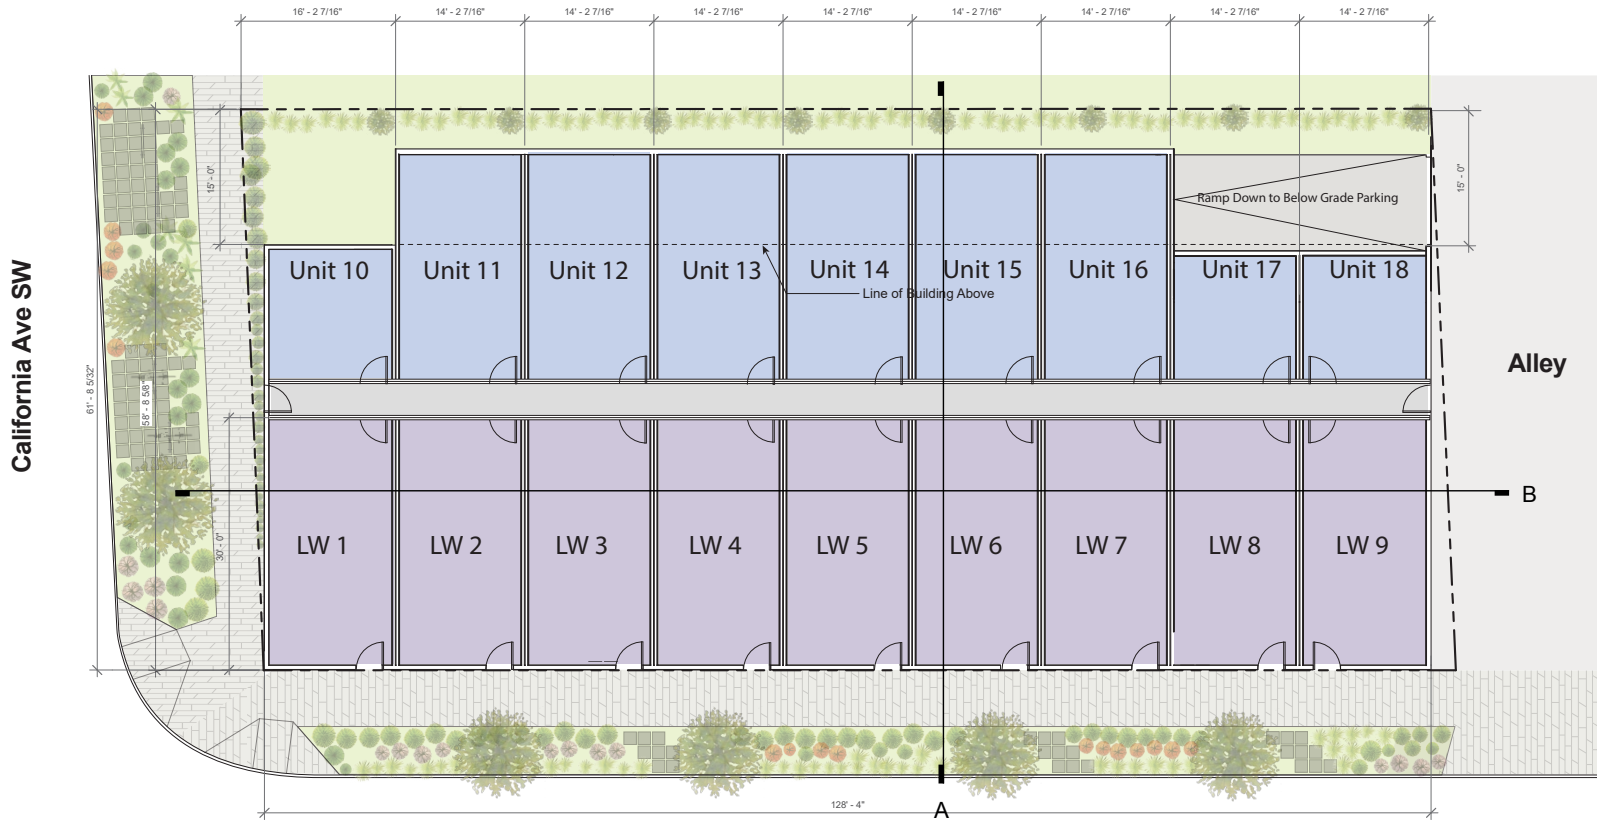 16' - 2 7/16"
14' - 2 7/16"
14' - 2 7/16"
14' - 2 7/16"
14' - 2 7/16"
14' - 2 7/16"
14' - 2 7/16"
14' - 2 7/16"
14' - 2 7/16"
15' - 0"
15' - 0"
Ramp Down to Below Grade Parking
Unit 10
Unit 11
Unit 12
Unit 13
Unit 14
Unit 15
Unit 16
Unit 17
Unit 18
Line of Building Above
California Ave SW
Alley
61' - 8 5/32"
58' - 8 5/8"
30' - 0"
B
LW 1
LW 2
LW 3
LW 4
LW 5
LW 6
LW 7
LW 8
LW 9
128' - 4"
A